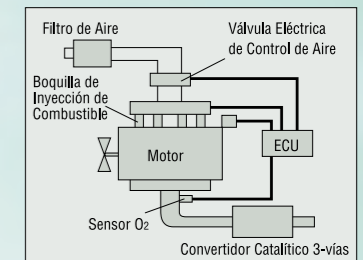 Filtro de Aire
Válvula Eléctrica
de Control de Aire
Boquilla de
Inyección de
Combustible
ECU
Motor
Sensor O₂
Convertidor Catalítico 3-vías